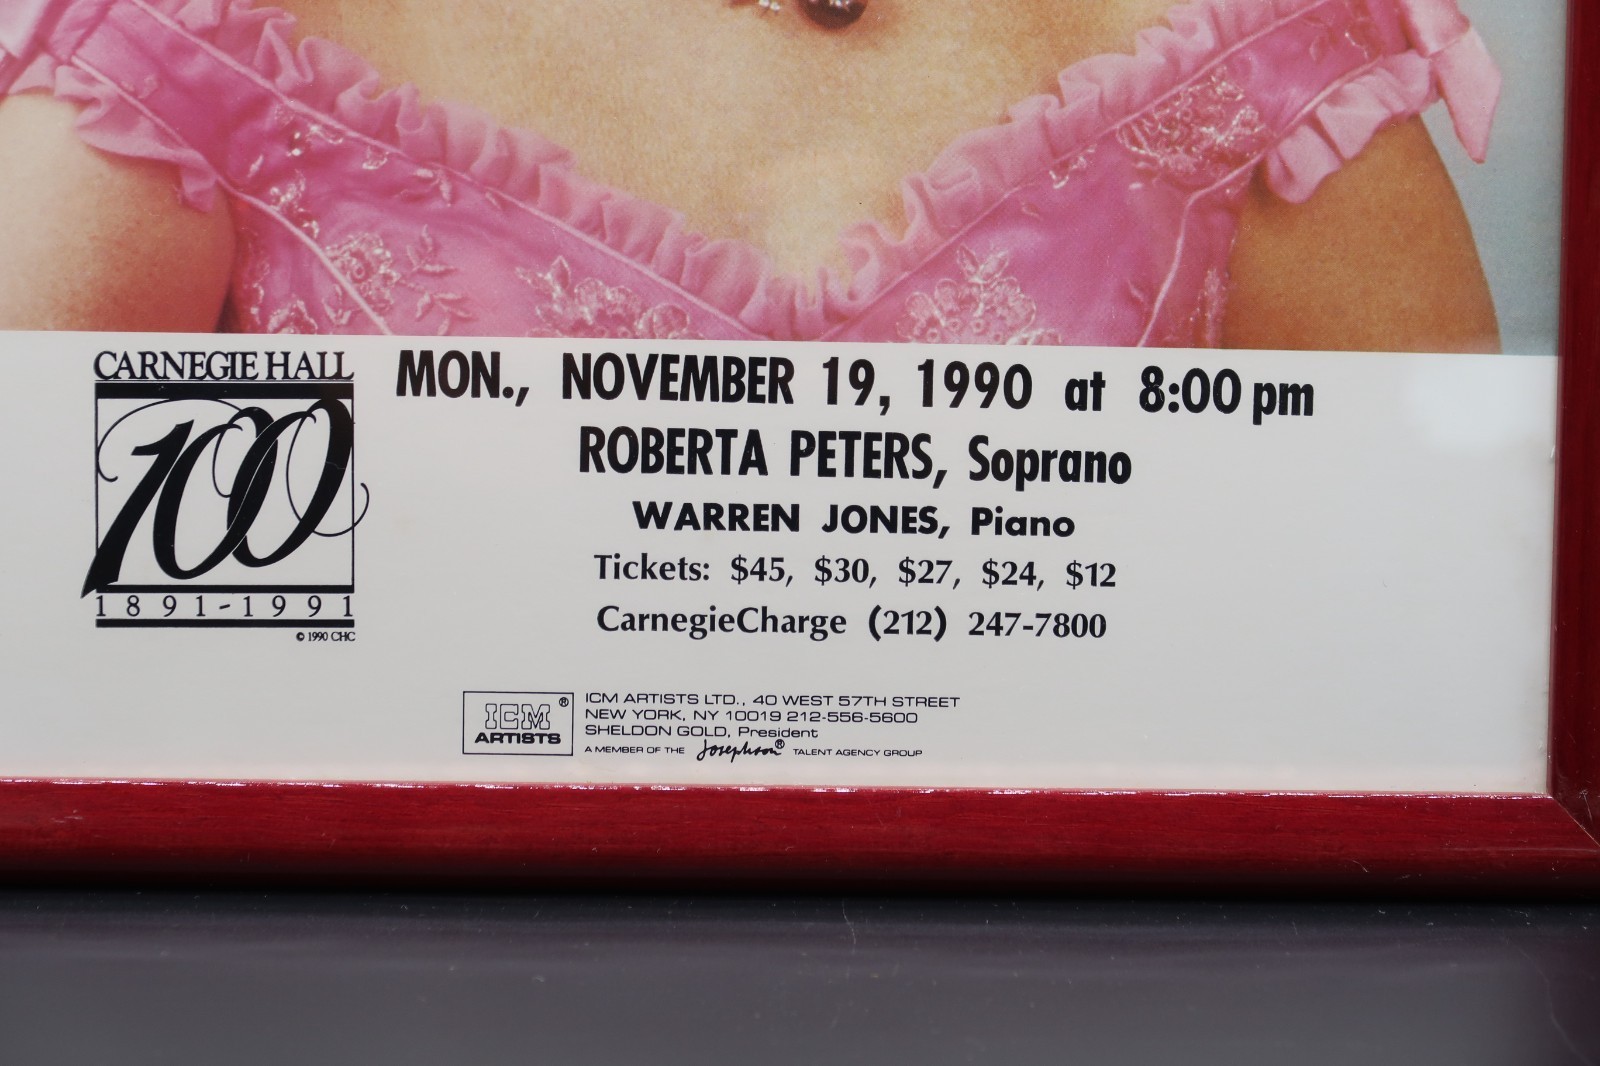 CARNEGIE HALL
100
1891-1991
© 1990 CHC
MON., NOVEMBER 19, 1990 at 8:00 pm
ROBERTA PETERS, Soprano
WARREN JONES, Piano
Tickets: $45, $30, $27, $24, $12
CarnegieCharge (212) 247-7800
ICM®
ARTISTS
ICM ARTISTS LTD., 40 WEST 57TH STREET
NEW YORK, NY 10019 212-556-5600
SHELDON GOLD, President
A MEMBER OF THE Josephson® TALENT AGENCY GROUP